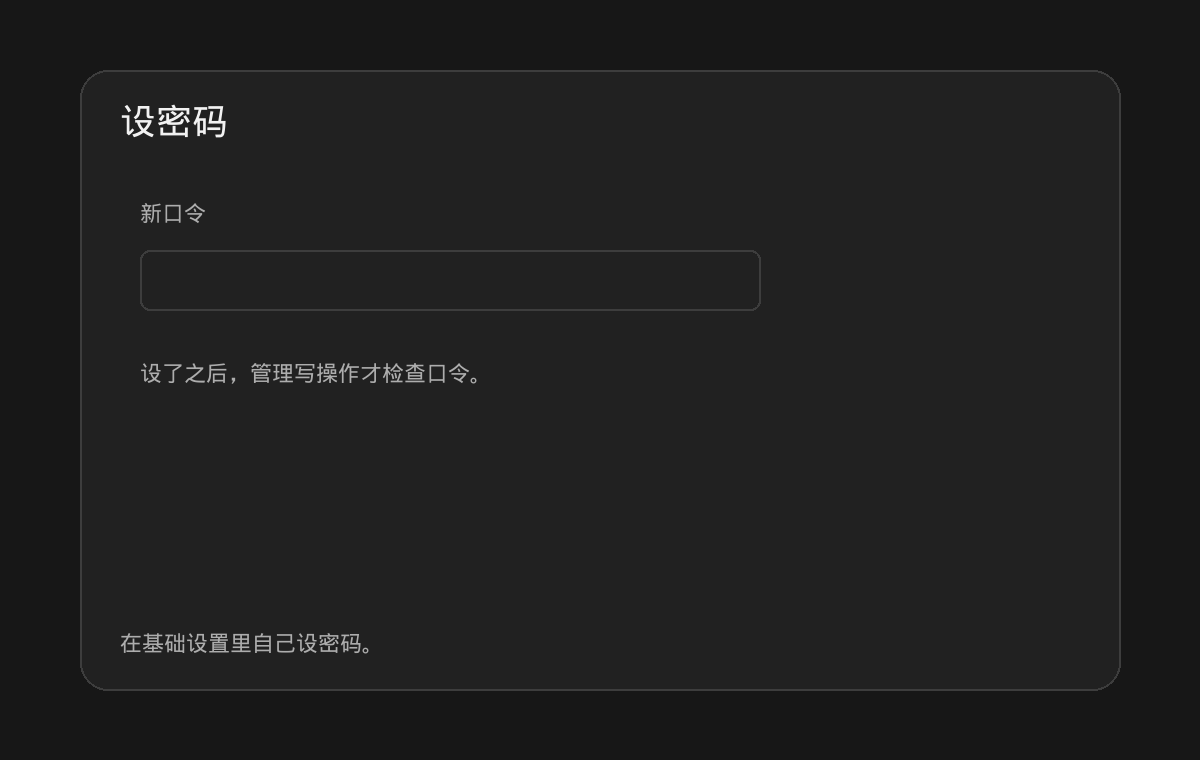 设密码
新口令
设了之后，管理写操作才检查口令。
在基础设置里自己设密码。